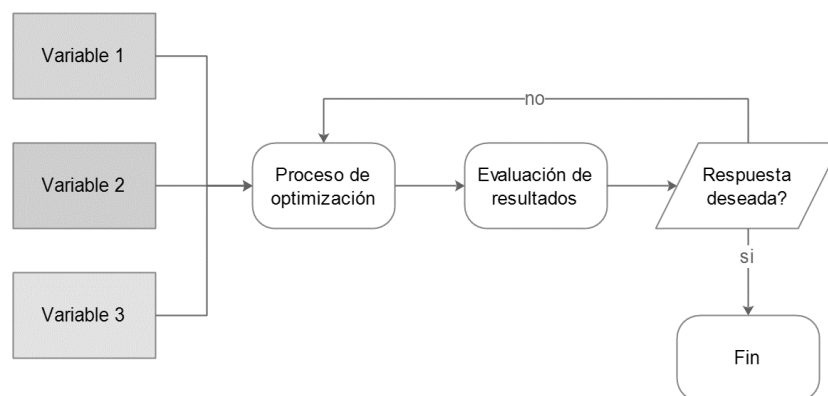 Variable 1
no
Variable 2
Proceso de
optimización
Evaluación de
resultados
Respuesta
deseada?
si
Variable 3
Fin